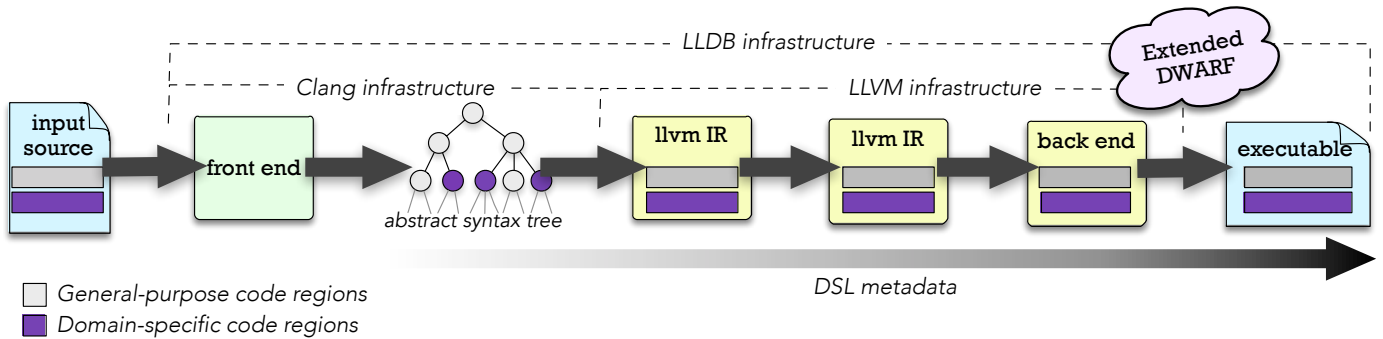 LLDB infrastructure
Extended
DWARF
Clang infrastructure
LLVM infrastructure
input
source
front end
abstract syntax tree
llvm IR
llvm IR
back end
executable
DSL metadata
General-purpose code regions
Domain-specific code regions